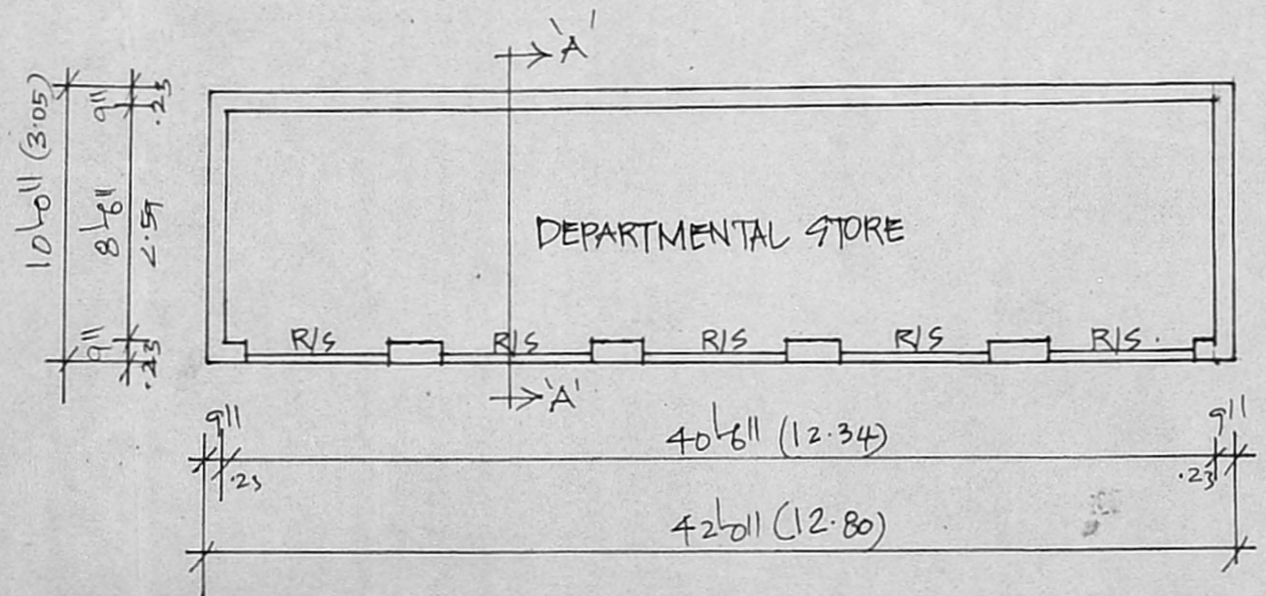 'A'
10'-0" (3.05)
9"
.23
8'-6"
2.59
9"
.23
DEPARTMENTAL STORE
R/S R/S R/S R/S R/S.
'A'
9" 40'-6" (12.34) 9"
.23 .23
42'-0" (12.80)